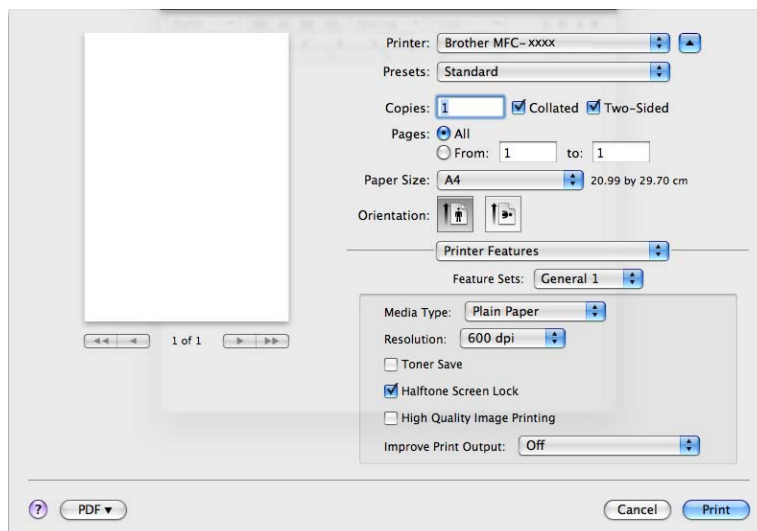 Printer: Brother MFC-xxxx
Presets: Standard
Copies: 1 Collated Two-Sided
Pages: All
From: 1 to: 1
Paper Size: A4 20.99 by 29.70 cm
Orientation:
Printer Features
Feature Sets: General 1
Media Type: Plain Paper
1 of 1
Resolution: 600 dpi
Toner Save
Halftone Screen Lock
High Quality Image Printing
Improve Print Output: Off
? PDF Cancel Print